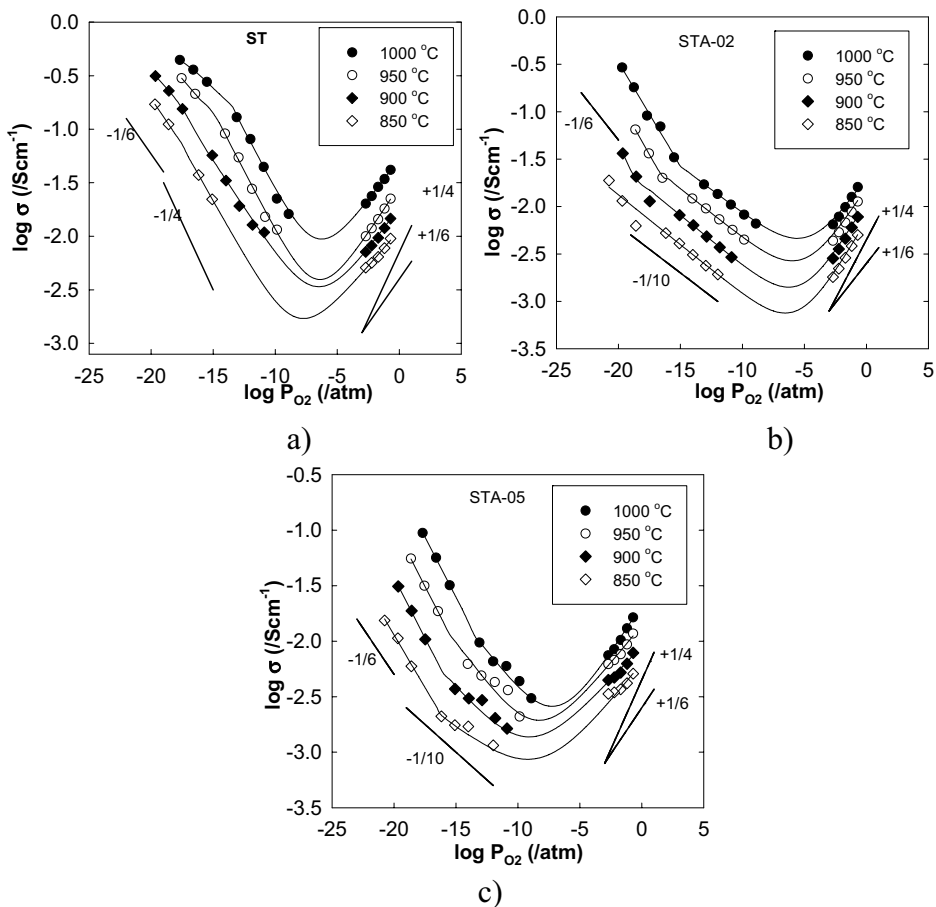 ST
1000 °C
950 °C
900 °C
850 °C
0.0
-0.5
-1.0
-1.5
-2.0
-2.5
-3.0
log σ (/Scm⁻¹)
-1/6
-1/4
+1/4
+1/6
-25 -20 -15 -10 -5 0 5
log P_O2 (/atm)
a)
STA-02
1000 °C
950 °C
900 °C
850 °C
0.0
-0.5
-1.0
-1.5
-2.0
-2.5
-3.0
-3.5
log σ (/Scm⁻¹)
-1/6
-1/10
+1/4
+1/6
-25 -20 -15 -10 -5 0 5
log P_O2 (/atm)
b)
STA-05
1000 °C
950 °C
900 °C
850 °C
-0.5
-1.0
-1.5
-2.0
-2.5
-3.0
-3.5
log σ (/Scm⁻¹)
-1/6
-1/10
+1/4
+1/6
-25 -20 -15 -10 -5 0 5
log P_O2 (/atm)
c)